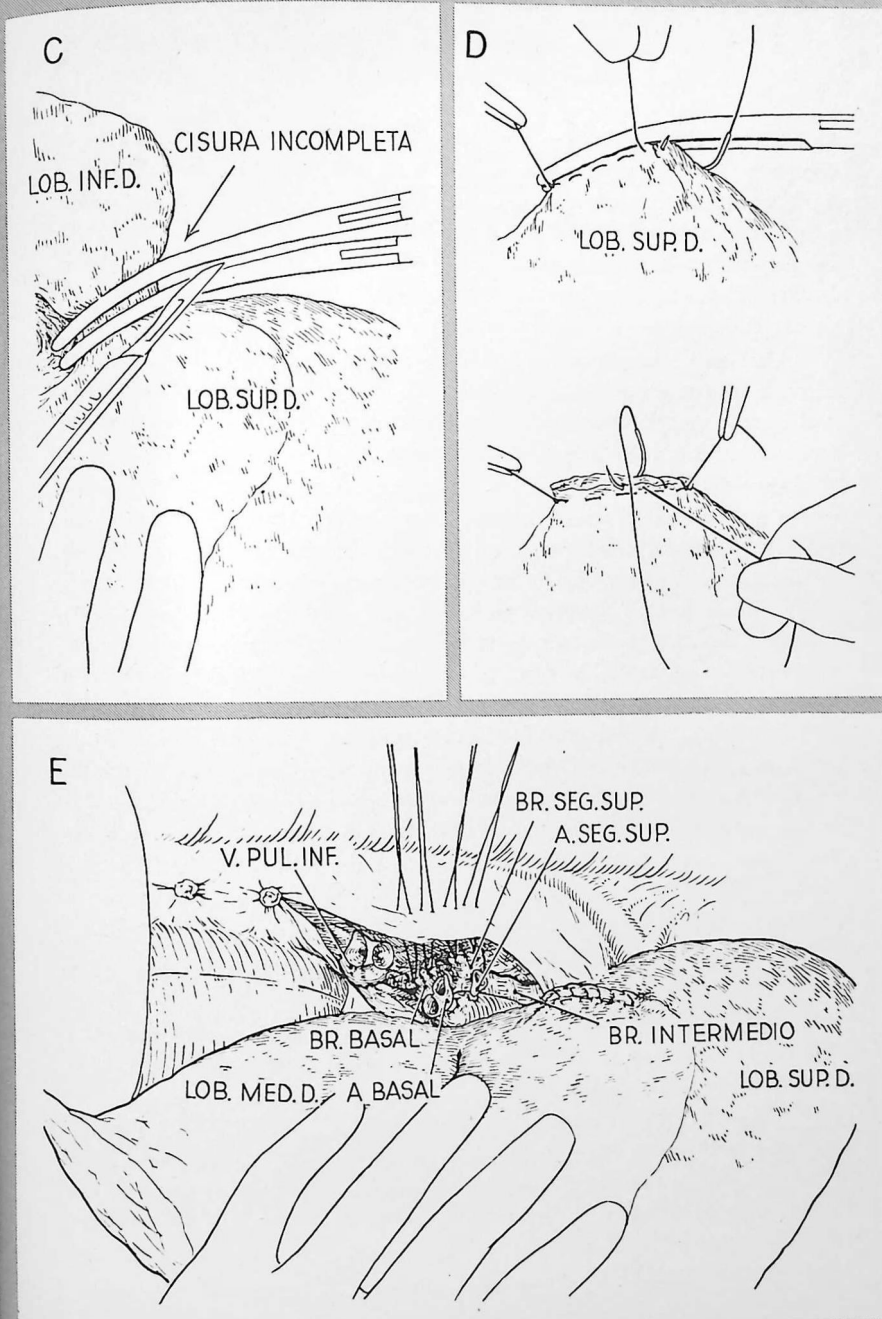 C
CISURA INCOMPLETA
LOB. INF. D.
LOB. SUP. D.
D
LOB. SUP. D.
E
BR. SEG. SUP.
A. SEG. SUP.
V. PUL. INF.
BR. BASAL
BR. INTERMEDIO
LOB. MED. D.
A. BASAL
LOB. SUP. D.